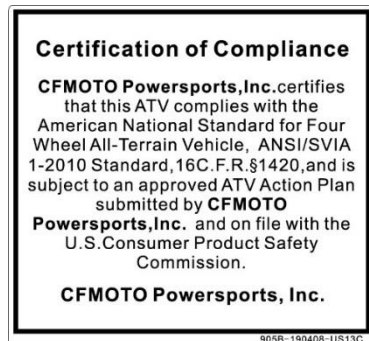 Certification of Compliance
CFMOTO Powersports,Inc.certifies
that this ATV complies with the
American National Standard for Four
Wheel All-Terrain Vehicle, ANSI/SVIA
1-2010 Standard,16C.F.R.§1420,and is
subject to an approved ATV Action Plan
submitted by CFMOTO
Powersports,Inc. and on file with the
U.S.Consumer Product Safety
Commission.
CFMOTO Powersports, Inc.
905B-190408-US13C